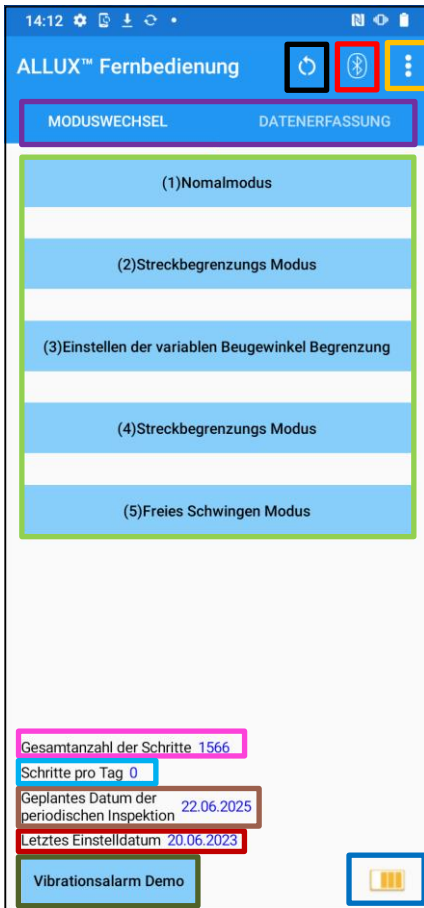 14:12
ALLUX™ Fernbedienung
MODUSWECHSEL DATENERFASSUNG
(1)Nomalmodus
(2)Streckbegrenzungs Modus
(3)Einstellen der variablen Beugewinkel Begrenzung
(4)Streckbegrenzungs Modus
(5)Freies Schwingen Modus
Gesamtanzahl der Schritte 1566
Schritte pro Tag 0
Geplantes Datum der
periodischen Inspektion 22.06.2025
Letztes Einstelldatum 20.06.2023
Vibrationsalarm Demo